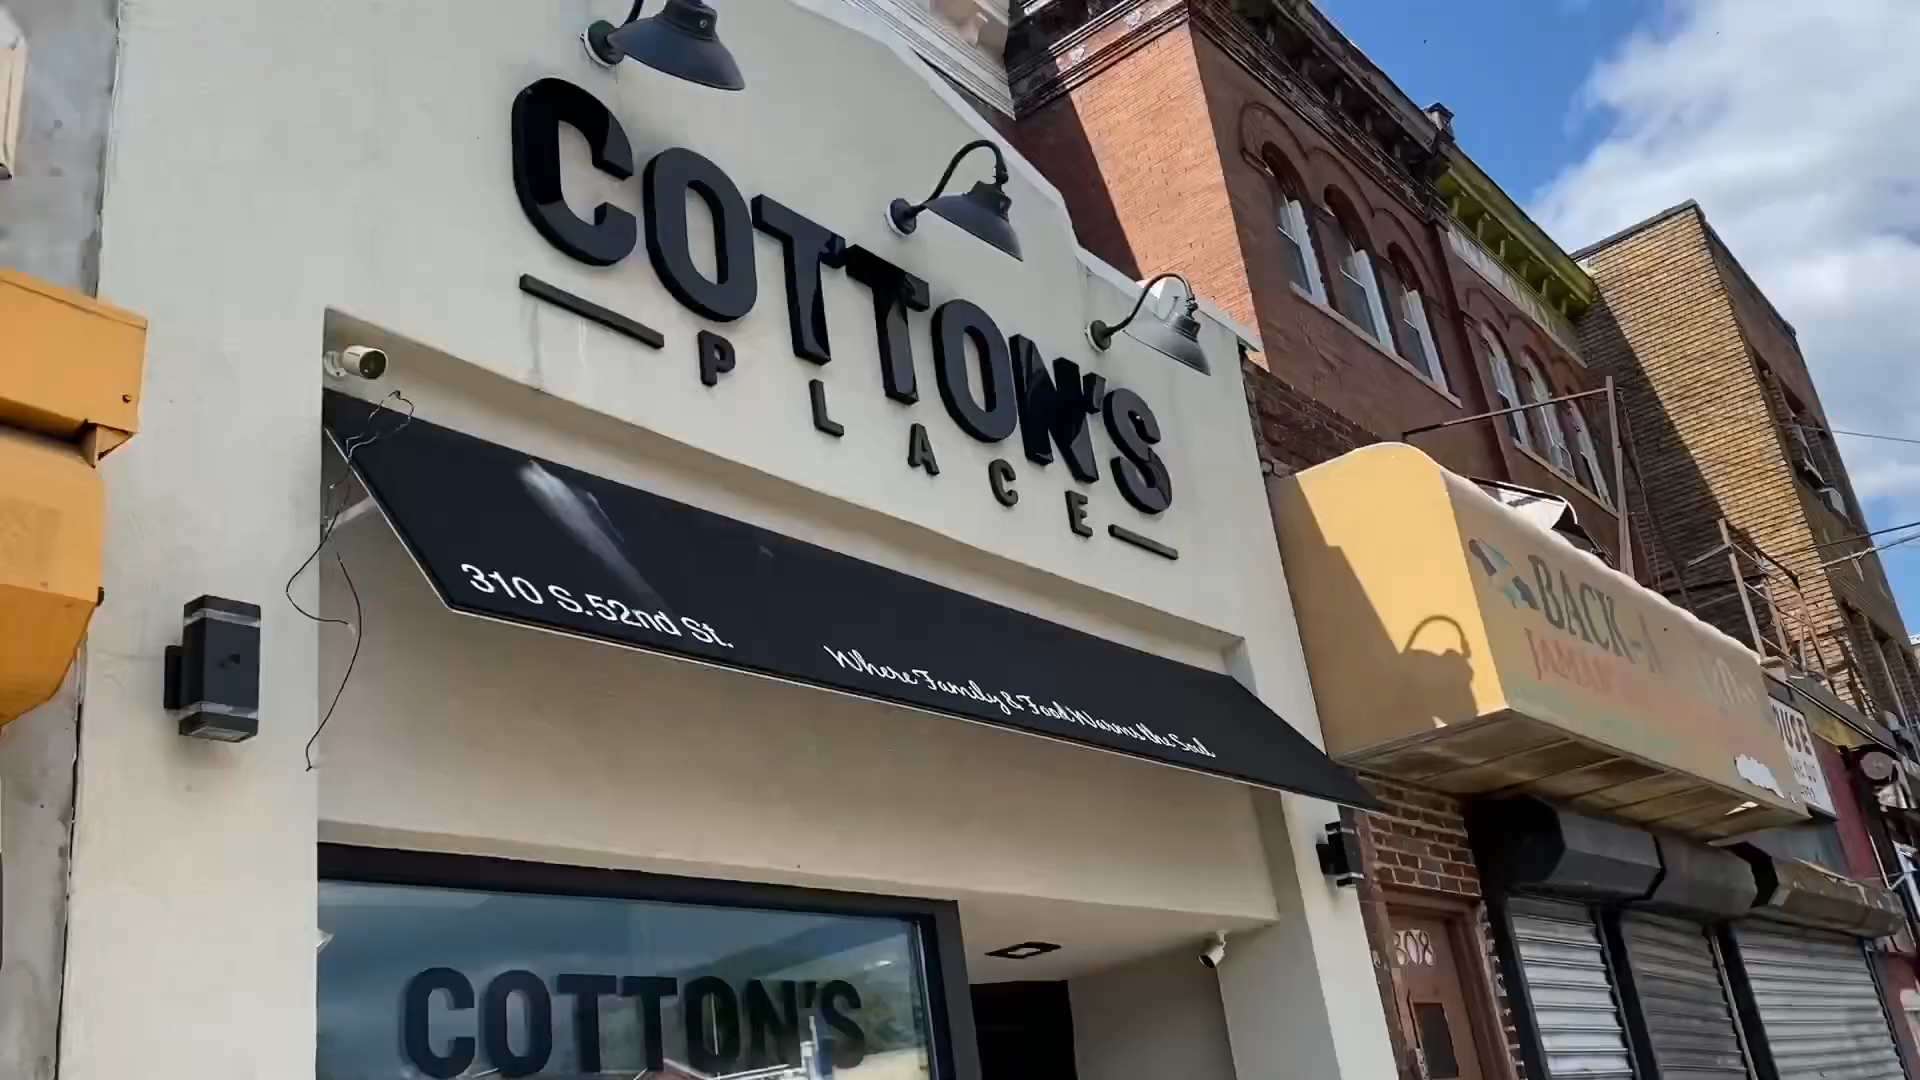 COTTON'S
PLACE
310 S.52nd St.
Where Family & Food Warms the Soul
COTTON'S
BACK-A
308